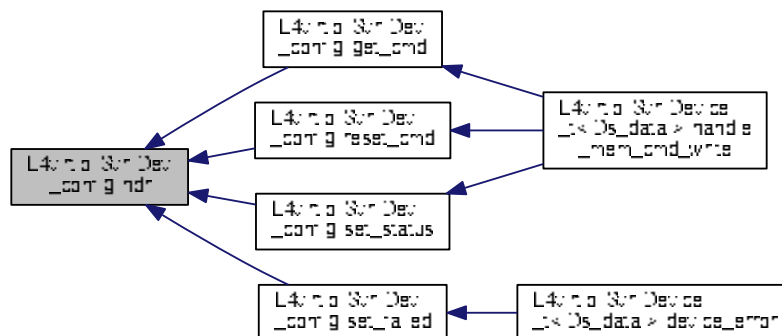 L4virtio::Svr::Dev
_config::get_cmd
L4virtio::Svr::Dev
_config::reset_cmd
L4virtio::Svr::Device
_t< Ds_data >::handle
_mem_cmd_write
L4virtio::Svr::Dev
_config::hdr
L4virtio::Svr::Dev
_config::set_status
L4virtio::Svr::Dev
_config::set_failed
L4virtio::Svr::Device
_t< Ds_data >::device_error